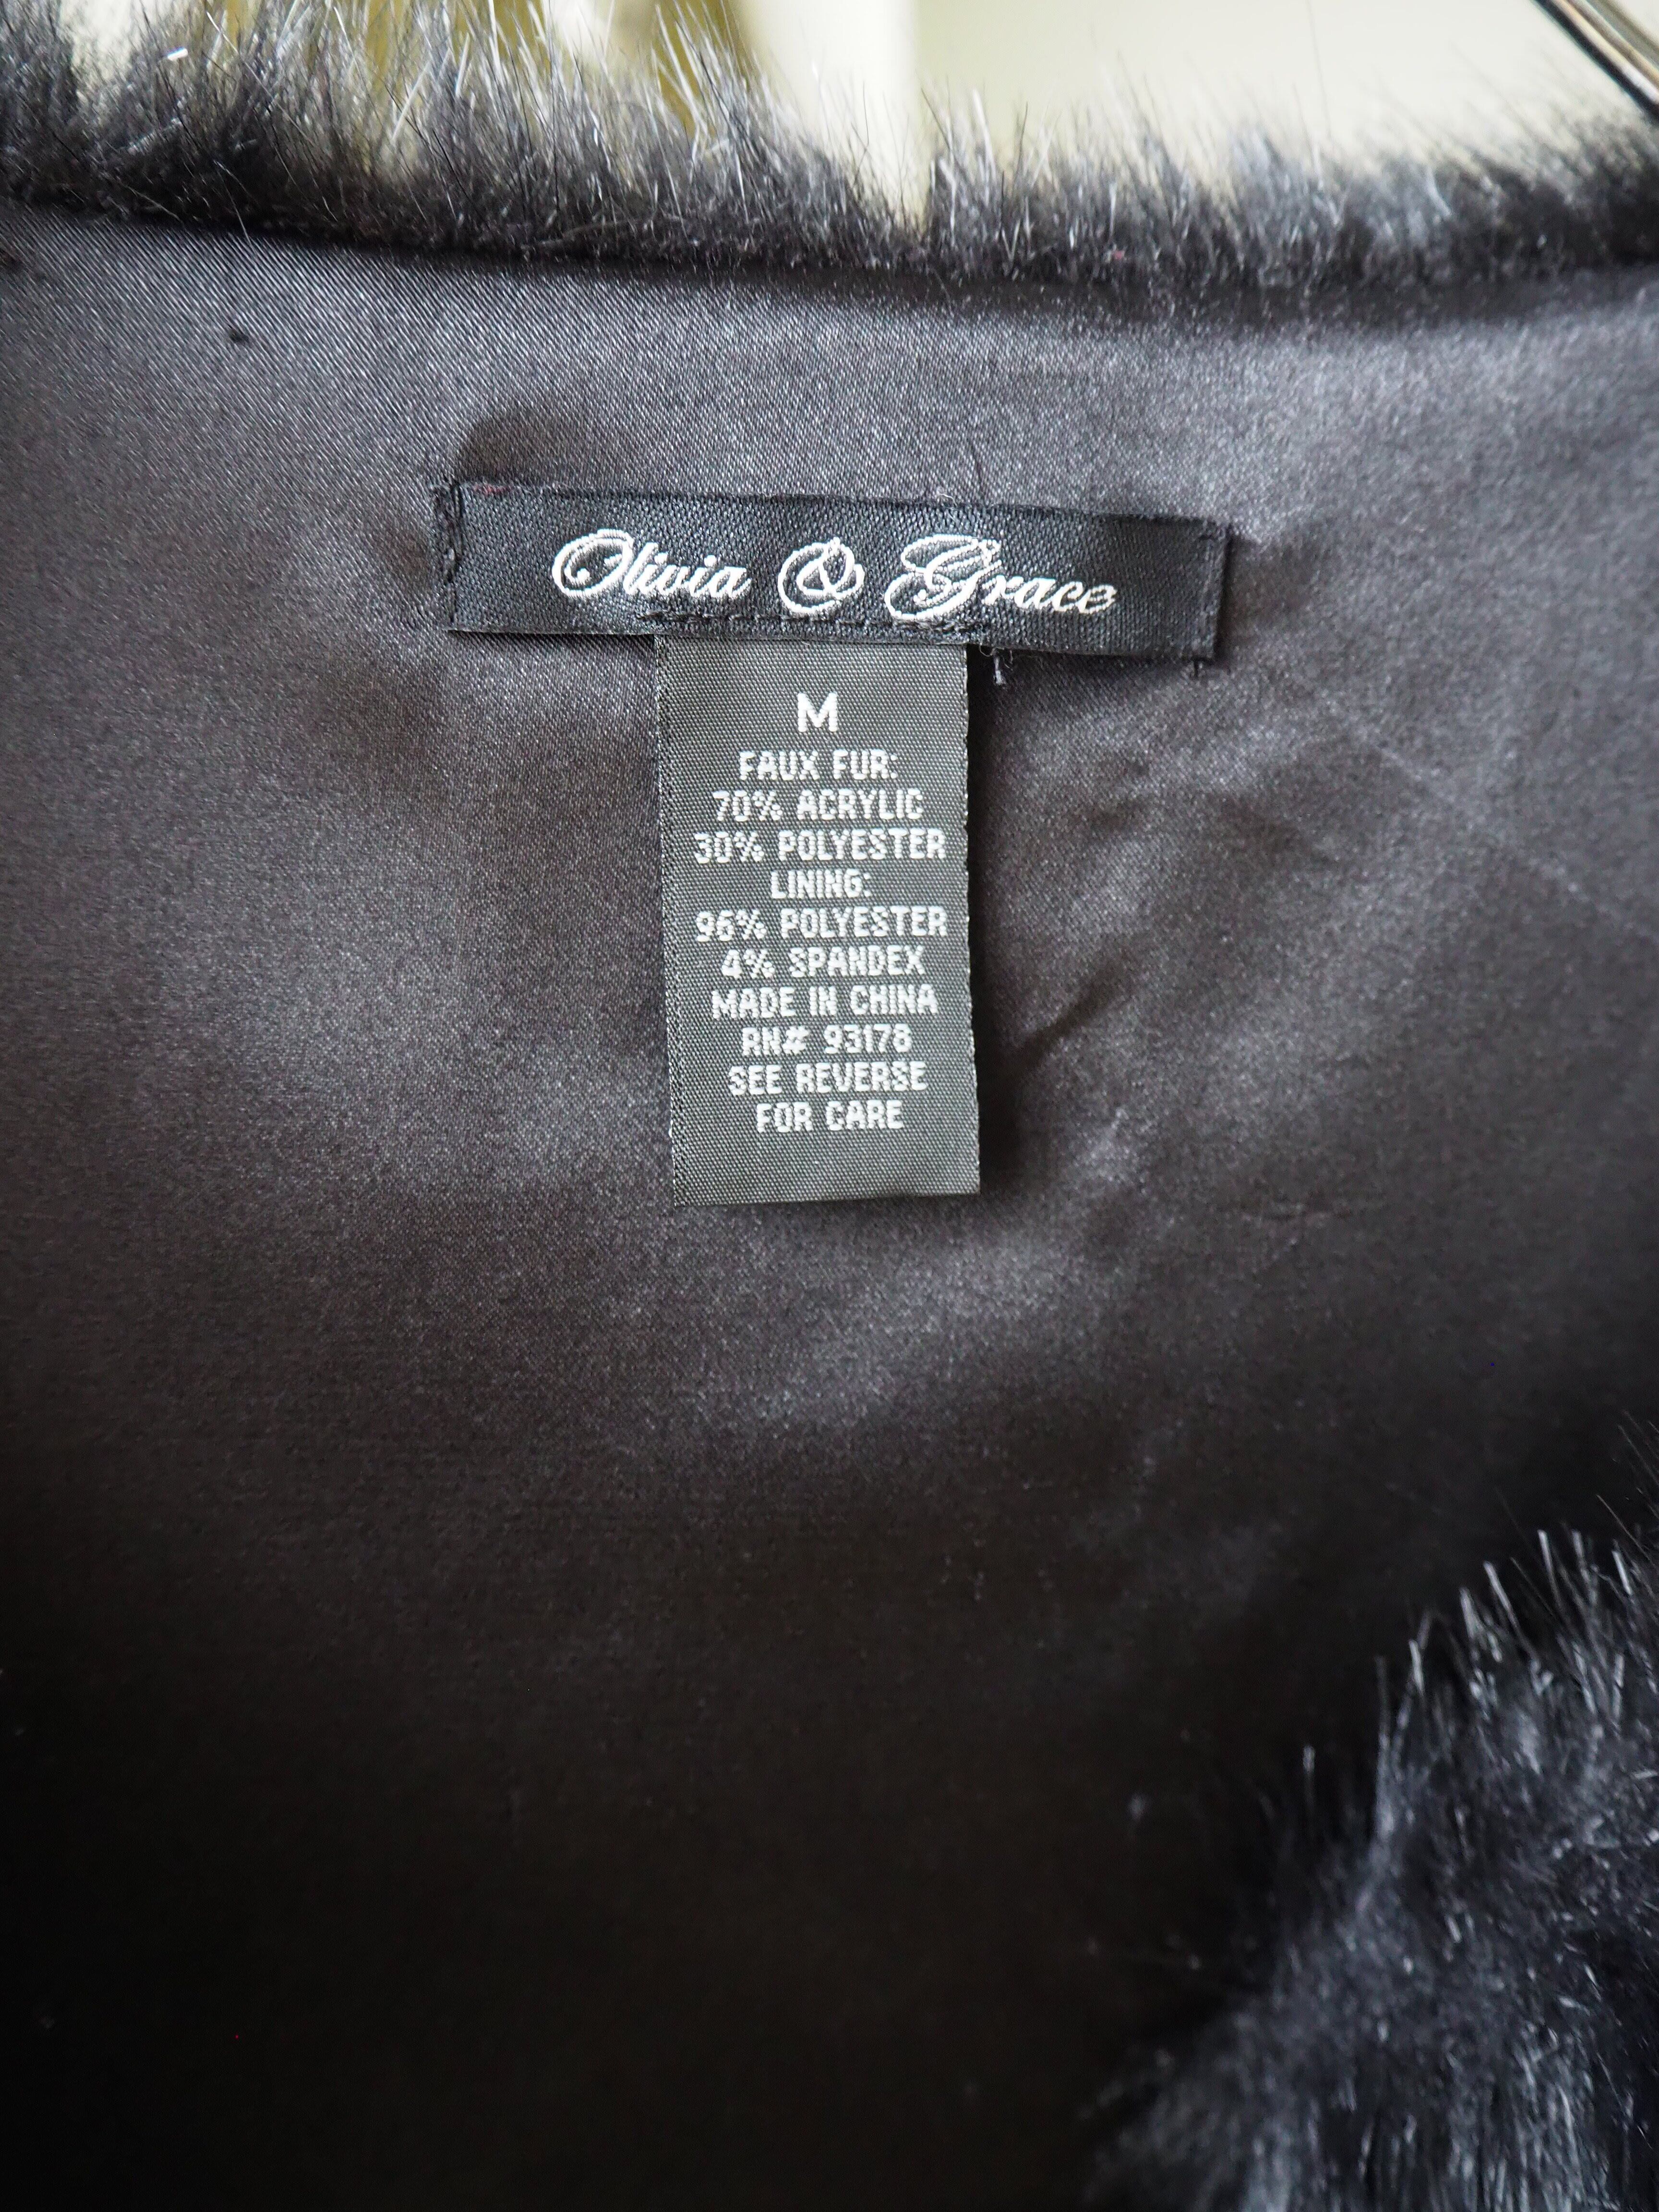 Olivia & Grace
M
FAUX FUR:
70% ACRYLIC
30% POLYESTER
LINING:
96% POLYESTER
4% SPANDEX
MADE IN CHINA
RN# 93178
SEE REVERSE
FOR CARE